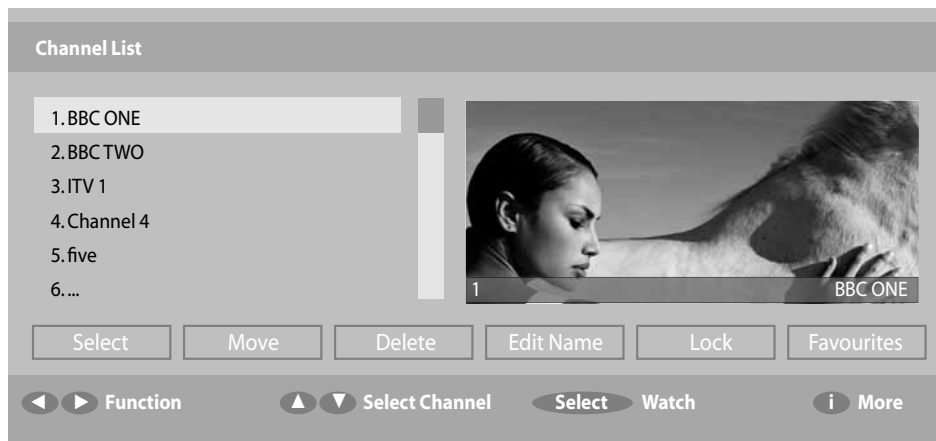 Channel List
1. BBC ONE
2. BBC TWO
3. ITV 1
4. Channel 4
5. five
6. ...
1 BBC ONE
Select Move Delete Edit Name Lock Favourites
Function Select Channel Select Watch i More